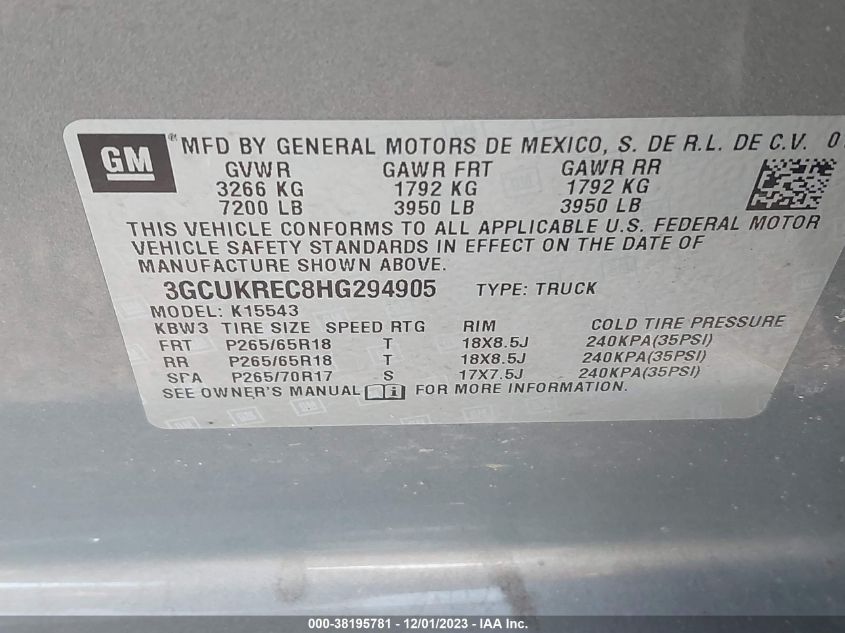 GM ® MFD BY GENERAL MOTORS DE MEXICO, S. DE R.L. DE C.V. 0
GVWR GAWR FRT GAWR RR
3266 KG 1792 KG 1792 KG
7200 LB 3950 LB 3950 LB
THIS VEHICLE CONFORMS TO ALL APPLICABLE U.S. FEDERAL MOTOR
VEHICLE SAFETY STANDARDS IN EFFECT ON THE DATE OF
MANUFACTURE SHOWN ABOVE.
3GCUKREC8HG294905 TYPE: TRUCK
MODEL: K15543
KBW3 TIRE SIZE SPEED RTG RIM COLD TIRE PRESSURE
FRT P265/65R18 T 18X8.5J 240KPA(35PSI)
RR P265/65R18 T 18X8.5J 240KPA(35PSI)
SPA P265/70R17 S 17X7.5J 240KPA(35PSI)
SEE OWNER'S MANUAL FOR MORE INFORMATION.
000-38195781 - 12/01/2023 - IAA Inc.